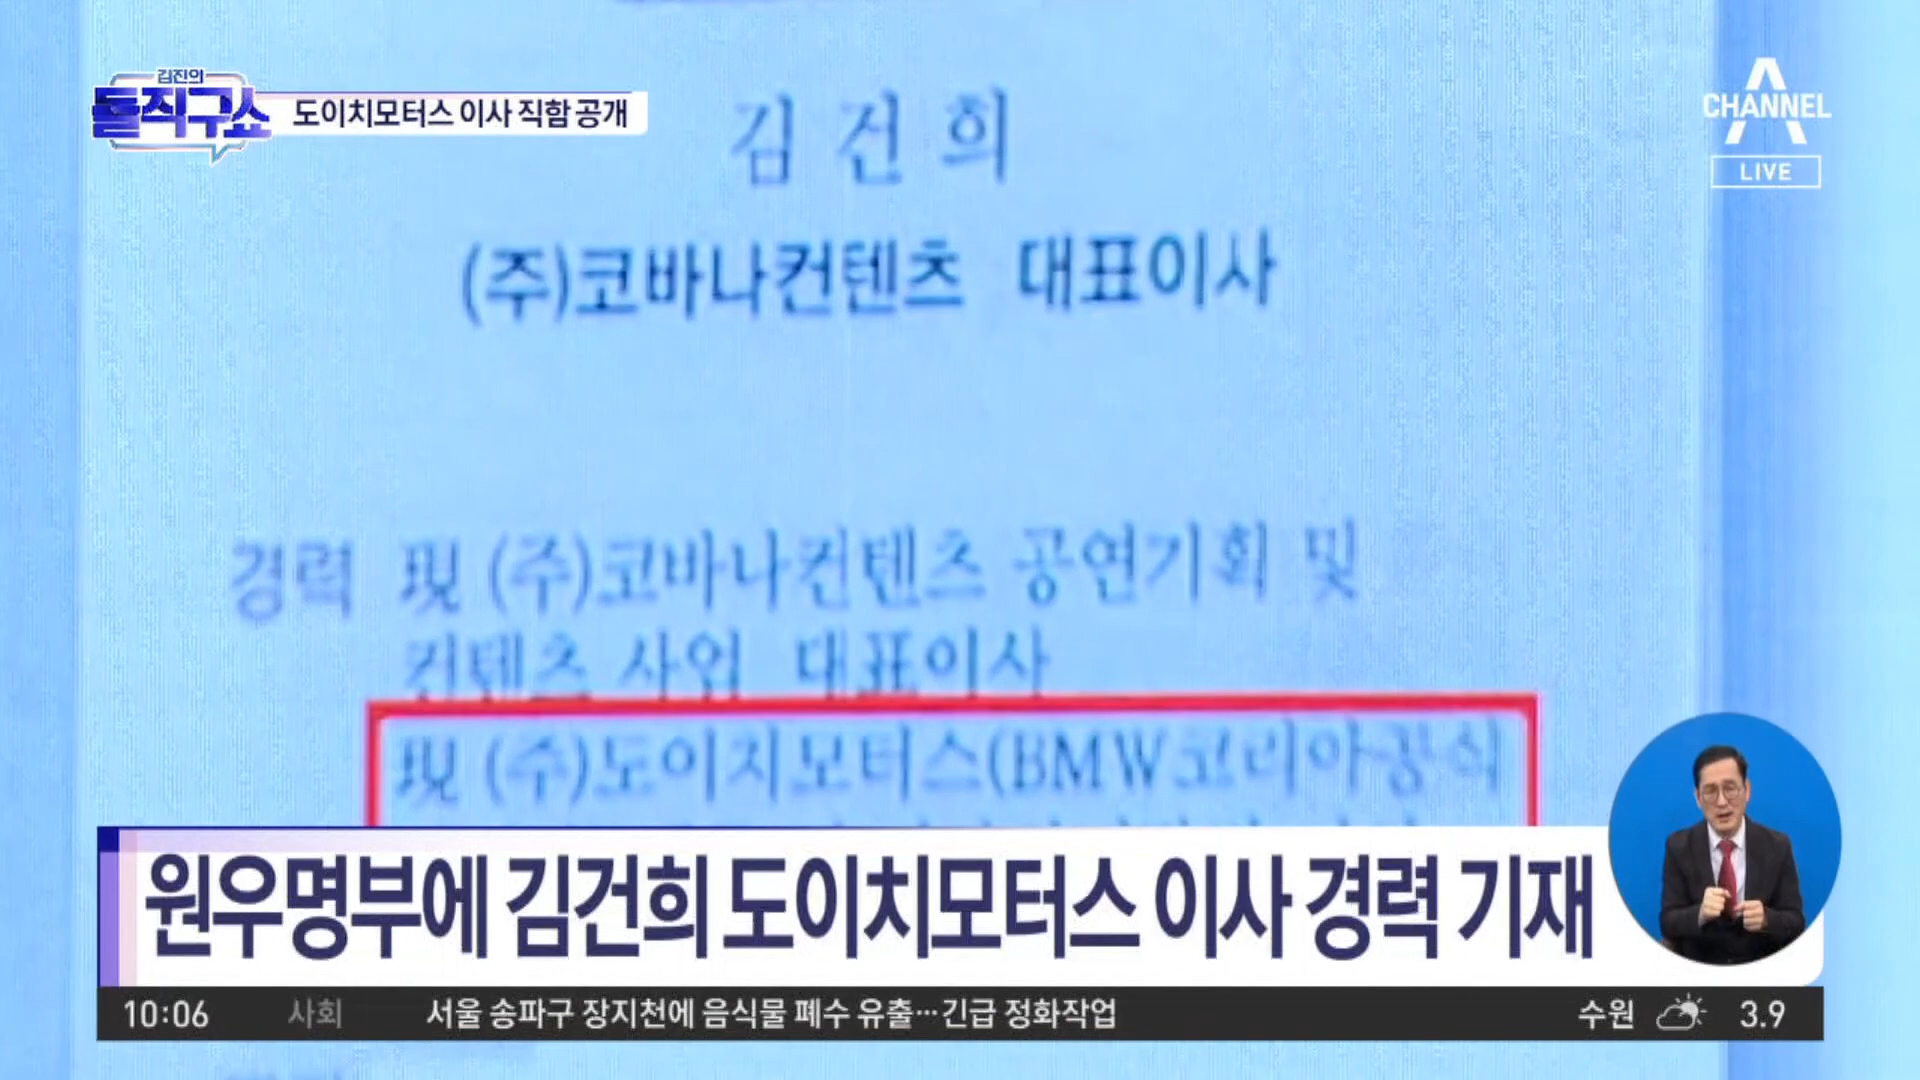 김진의
돌직구쇼
도이치모터스 이사 직함 공개
CHANNEL A
LIVE
김건희
(주)코바나컨텐츠 대표이사
경력 現 (주)코바나컨텐츠 공연기획 및
컨텐츠 사업 대표이사
現 (주)도이치모터스(BMW코리아공식
원우명부에 김건희 도이치모터스 이사 경력 기재
10:06 사회 서울 송파구 장지천에 음식물 폐수 유출…긴급 정화작업 수원 3.9